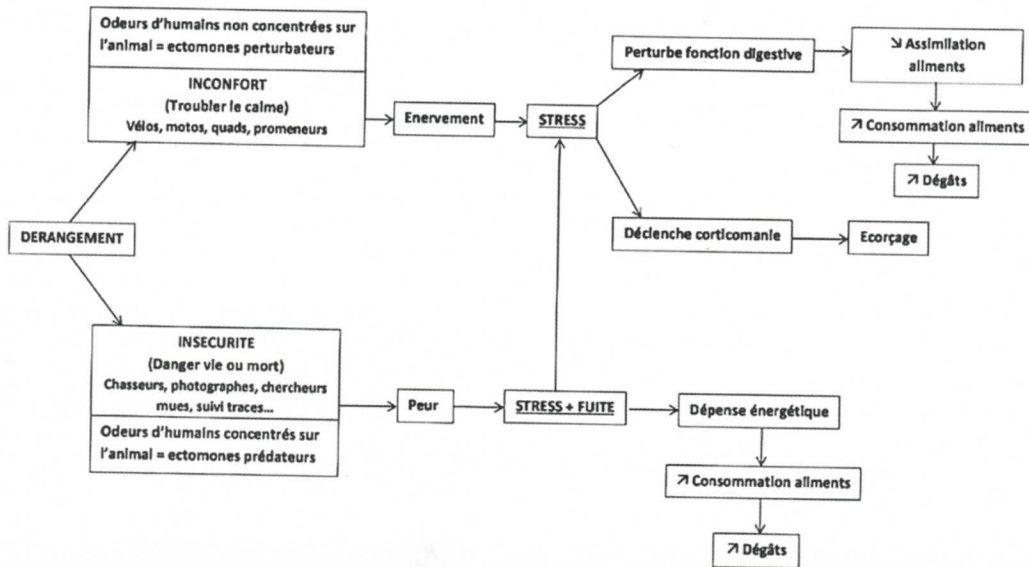 Odeurs d'humains non concentrées sur
l'animal = ectomones perturbateurs
INCONFORT
(Troubler le calme)
Vélos, motos, quads, promeneurs
Enervement
STRESS
Perturbe fonction digestive
↘ Assimilation
aliments
↗ Consommation aliments
↗ Dégâts
DERANGEMENT
Déclenche corticomanie
Ecorçage
INSECURITE
(Danger vie ou mort)
Chasseurs, photographes, chercheurs
mues, suivi traces...
Odeurs d'humains concentrés sur
l'animal = ectomones prédateurs
Peur
STRESS + FUITE
Dépense énergétique
↗ Consommation aliments
↗ Dégâts